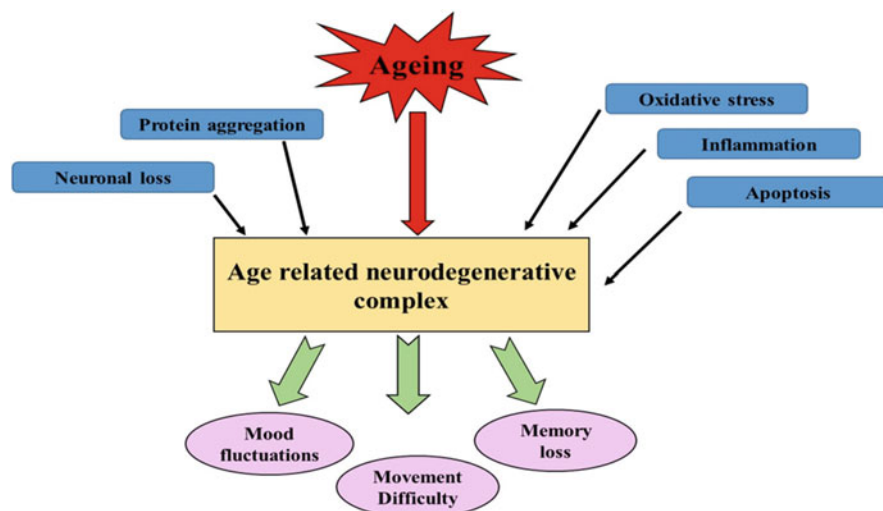 Ageing
Oxidative stress
Protein aggregation
Inflammation
Neuronal loss
Apoptosis
Age related neurodegenerative
complex
Mood
fluctuations
Memory
loss
Movement
Difficulty